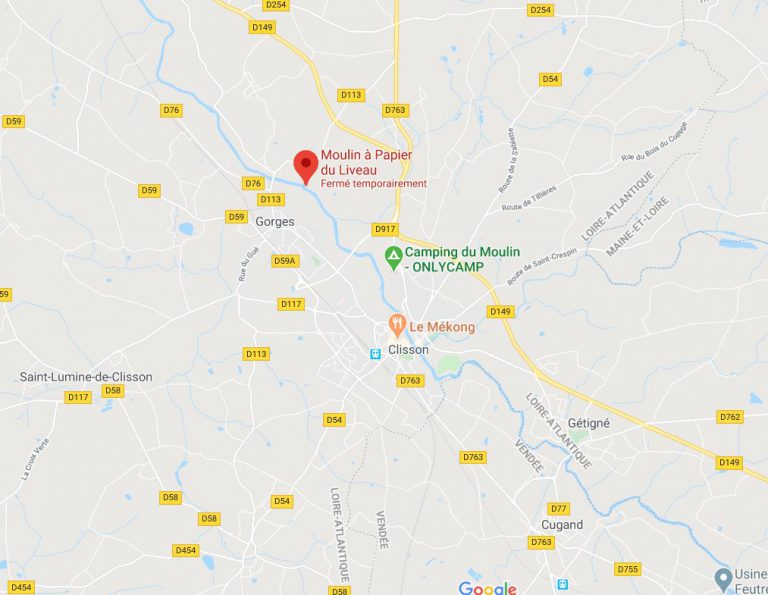 D254
D254
D149
D54
D113
D763
D76
D59
Rue du Bois du Coljage
Route de la Sablette
Moulin à Papier
du Liveau
Fermé temporairement
D76
D59
D113
Route de Tillières
LOIRE-ATLANTIQUE
MAINE-ET-LOIRE
D59
Gorges
D917
Camping du Moulin
- ONLYCAMP
Route de Saint-Crespin
Rue du Gué
D59A
59
D117
D149
Le Mékong
Clisson
D113
D763
Saint-Lumine-de-Clisson
D58
D117
LOIRE-ATLANTIQUE
VENDÉE
Gétigné
D762
D54
La Croix Verte
D763
D149
LOIRE-ATLANTIQUE
VENDÉE
D58
D54
D58
D77
Cugand
D763
D454
D755
D454
D58
Google
Usine
Feutre